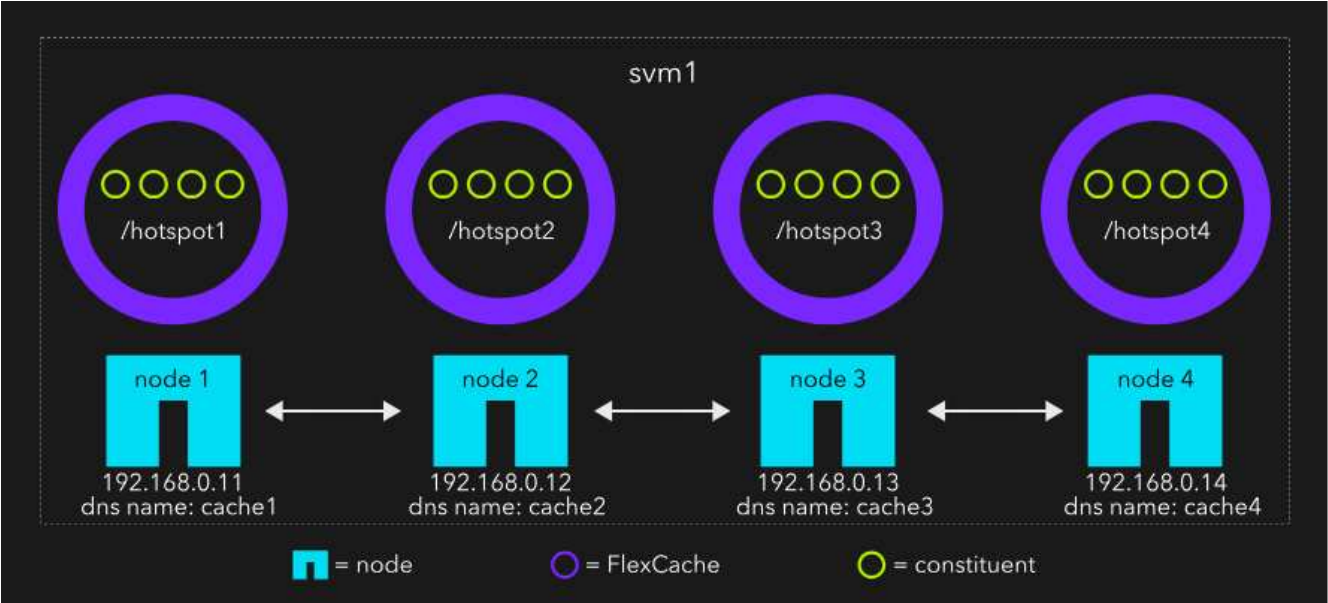 svm1
/hotspot1
/hotspot2
/hotspot3
/hotspot4
node 1
node 2
node 3
node 4
192.168.0.11
dns name: cache1
192.168.0.12
dns name: cache2
192.168.0.13
dns name: cache3
192.168.0.14
dns name: cache4
= node
= FlexCache
= constituent